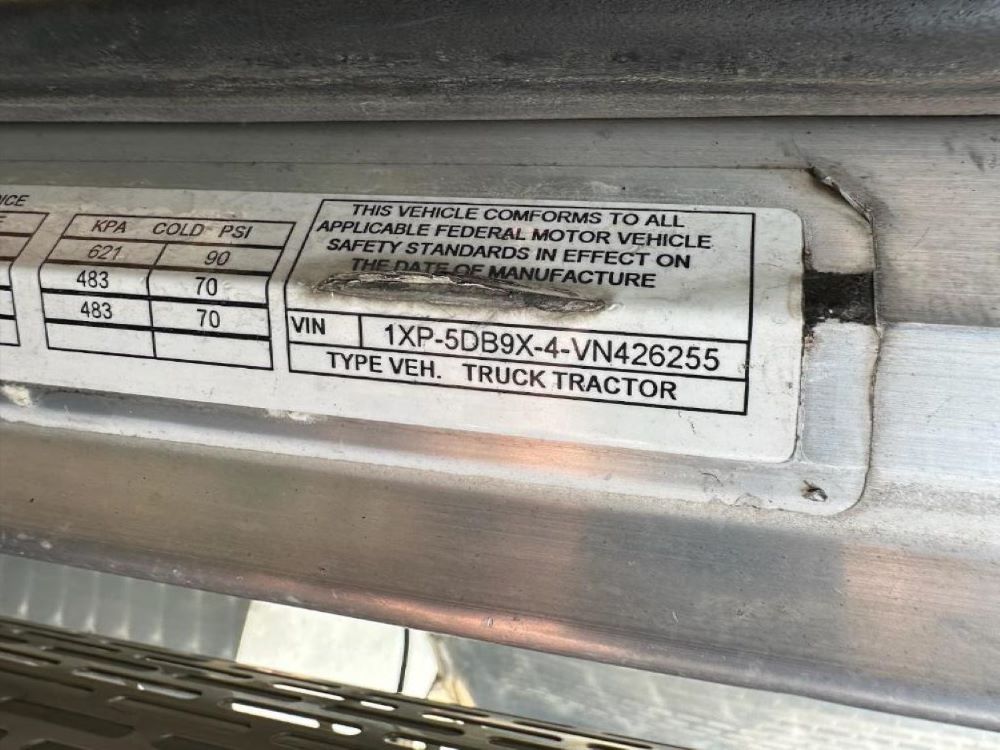 KPA COLD PSI
621 90
483 70
483 70
THIS VEHICLE COMFORMS TO ALL
APPLICABLE FEDERAL MOTOR VEHICLE
SAFETY STANDARDS IN EFFECT ON
THE DATE OF MANUFACTURE
VIN 1XP-5DB9X-4-VN426255
TYPE VEH. TRUCK TRACTOR